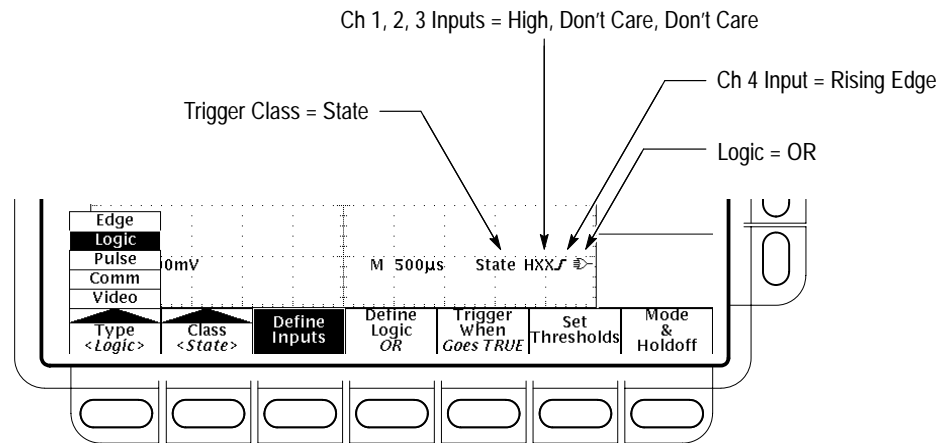 Ch 1, 2, 3 Inputs = High, Don't Care, Don't Care
Ch 4 Input = Rising Edge
Trigger Class = State
Logic = OR
Edge
Logic
Pulse
Comm
Video
0mV
M 500µs
State HXX
Type
<Logic>
Class
<State>
Define
Inputs
Define
Logic
OR
Trigger
When
Goes TRUE
Set
Thresholds
Mode
&
Holdoff